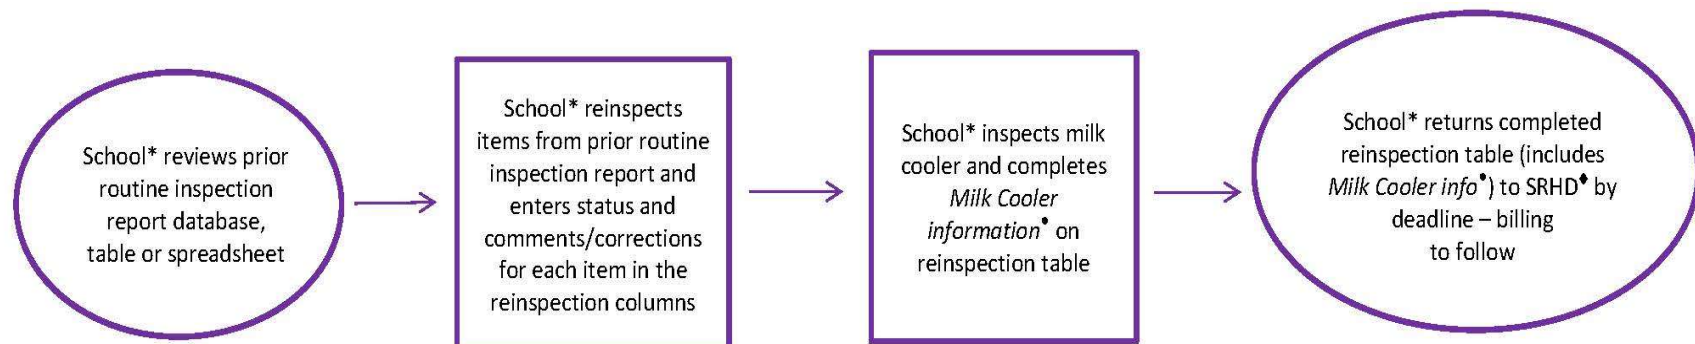 School* reviews prior
routine inspection
report database,
table or spreadsheet
School* reinspects
items from prior routine
inspection report and
enters status and
comments/corrections
for each item in the
reinspection columns
School* inspects milk
cooler and completes
Milk Cooler
information● on
reinspection table
School* returns completed
reinspection table (includes
Milk Cooler info●) to SRHD♦ by
deadline – billing
to follow